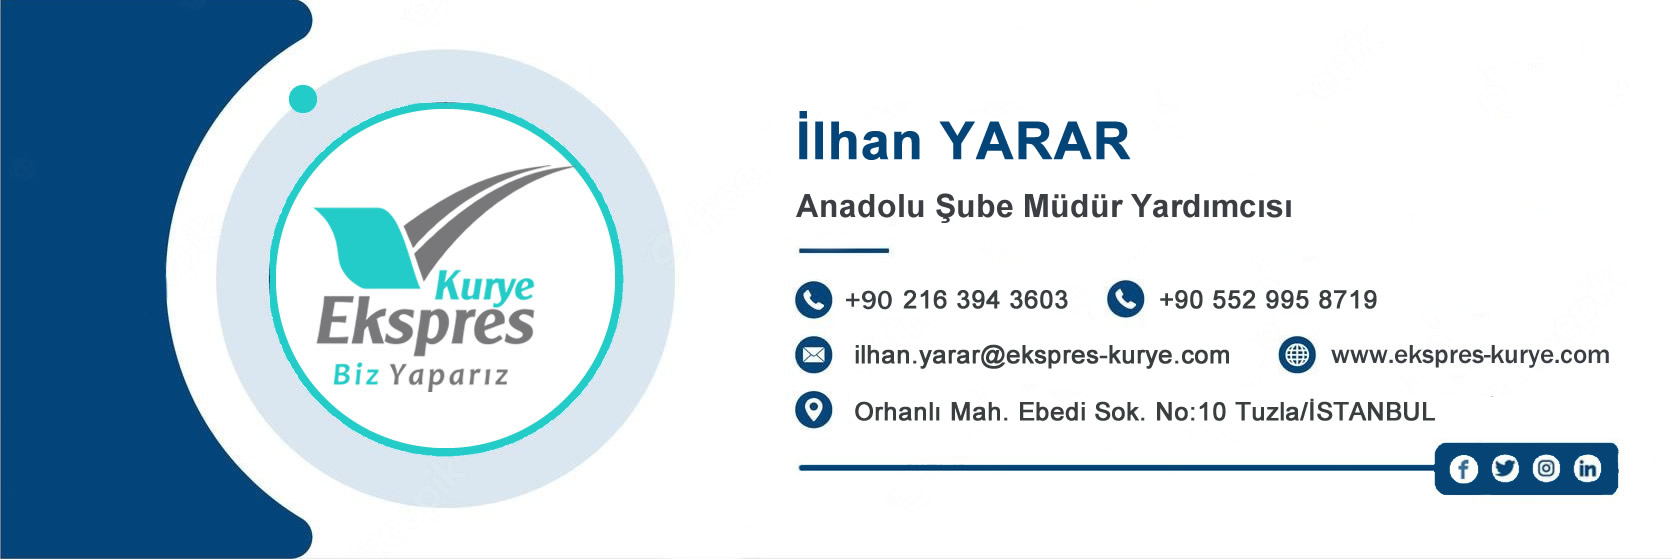 Kurye
Ekspres
Biz Yaparız
İlhan YARAR
Anadolu Şube Müdür Yardımcısı
+90 216 394 3603 +90 552 995 8719
ilhan.yarar@ekspres-kurye.com www.ekspres-kurye.com
Orhanlı Mah. Ebedi Sok. No:10 Tuzla/İSTANBUL